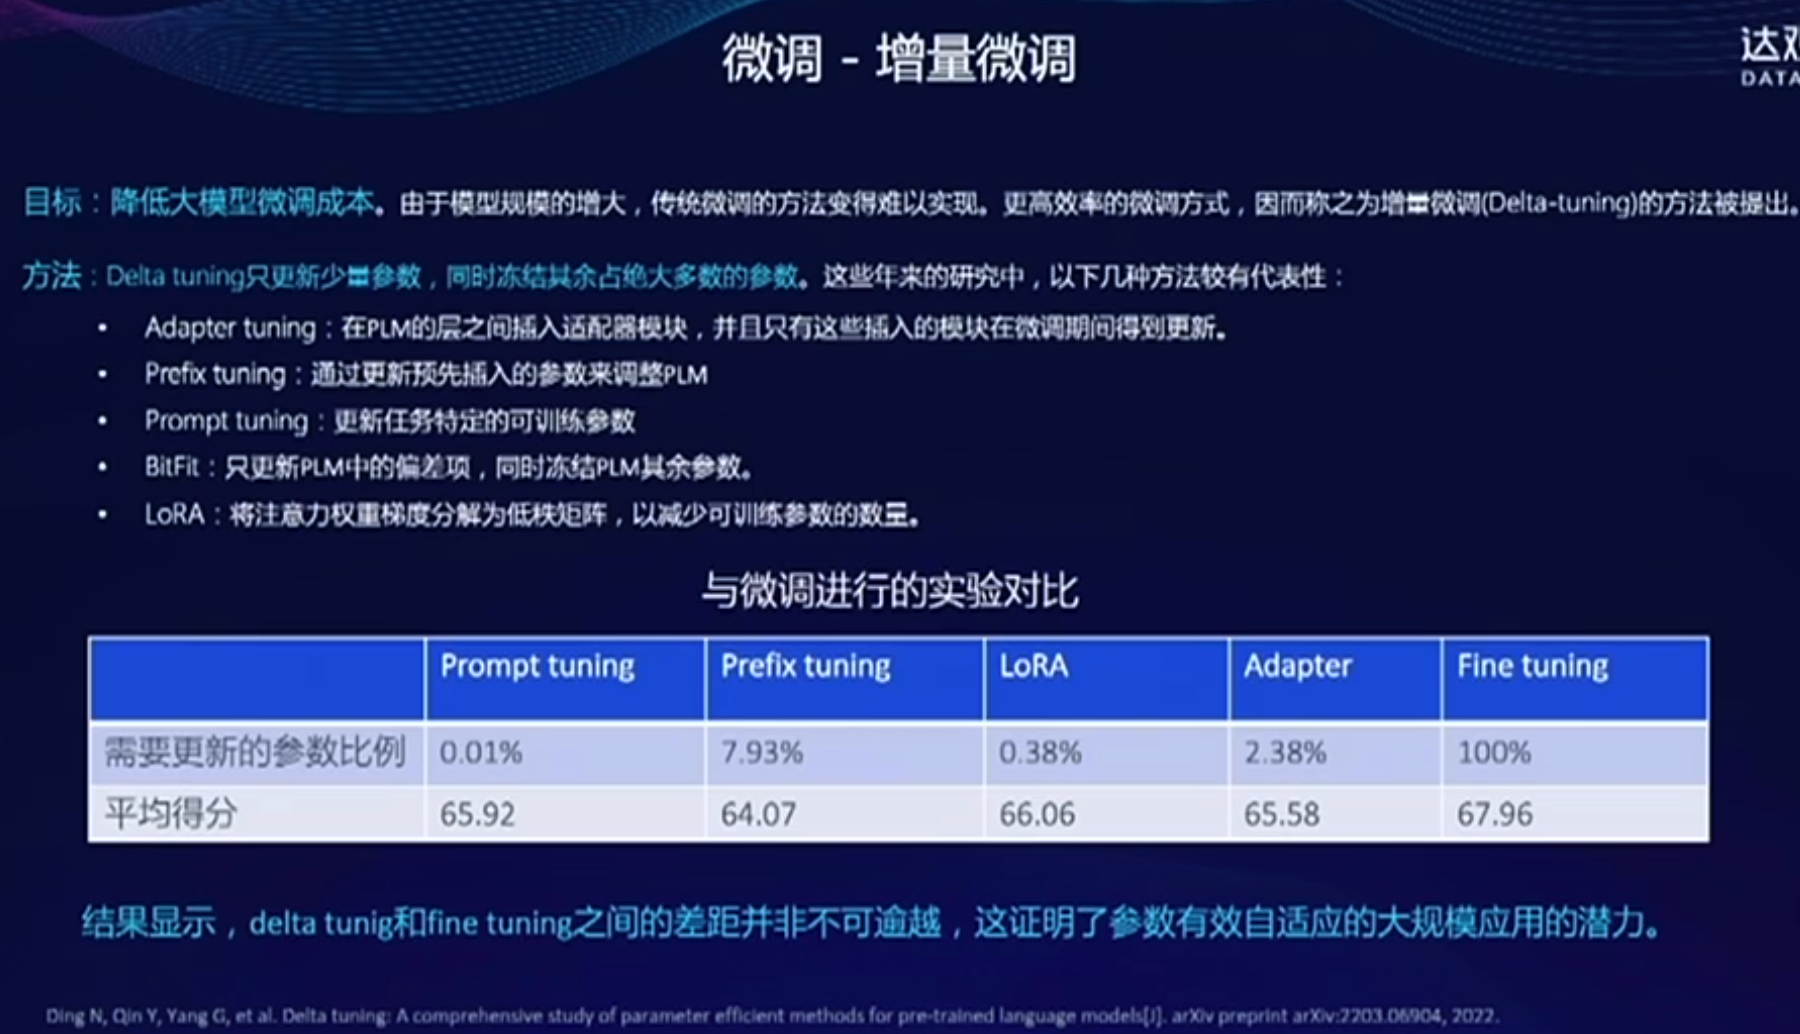 微调 - 增量微调
达观
DATA
目标：降低大模型微调成本。由于模型规模的增大，传统微调的方法变得难以实现。更高效率的微调方式，因而称之为增量微调(Delta-tuning)的方法被提出。
方法：Delta tuning只更新少量参数，同时冻结其余占绝大多数的参数。这些年来的研究中，以下几种方法较有代表性：
• Adapter tuning：在PLM的层之间插入适配器模块，并且只有这些插入的模块在微调期间得到更新。
• Prefix tuning：通过更新预先插入的参数来调整PLM
• Prompt tuning：更新任务特定的可训练参数
• BitFit：只更新PLM中的偏差项，同时冻结PLM其余参数。
• LoRA：将注意力权重梯度分解为低秩矩阵，以减少可训练参数的数量。
与微调进行的实验对比
Prompt tuning Prefix tuning LoRA Adapter Fine tuning
需要更新的参数比例 0.01% 7.93% 0.38% 2.38% 100%
平均得分 65.92 64.07 66.06 65.58 67.96
结果显示，delta tunig和fine tuning之间的差距并非不可逾越，这证明了参数有效自适应的大规模应用的潜力。
Ding N, Qin Y, Yang G, et al. Delta tuning: A comprehensive study of parameter efficient methods for pre-trained language models[J]. arXiv preprint arXiv:2203.06904, 2022.